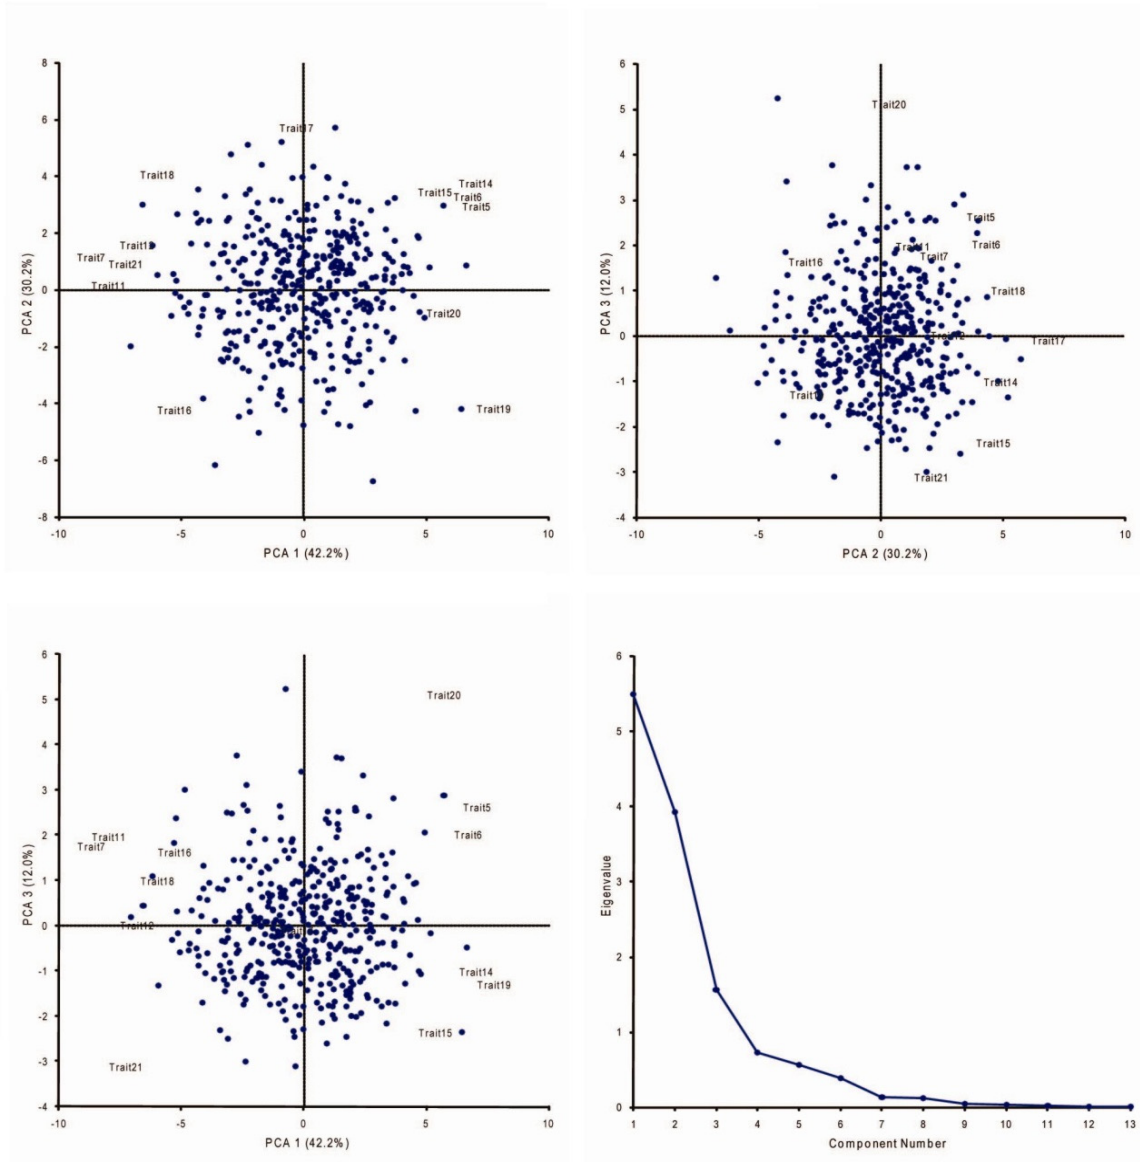 8
6
4
2
0
-2
-4
-6
-8
-10
-5
0
5
10
PCA 1 (42.2%)
PCA 2 (30.2%)
Trait17
Trait18
Trait14
Trait15
Trait6
Trait5
Trait12
Trait7
Trait21
Trait11
Trait20
Trait16
Trait19
6
5
4
3
2
1
0
-1
-2
-3
-4
-10
-5
0
5
10
PCA 2 (30.2%)
PCA 3 (12.0%)
Trait20
Trait5
Trait11
Trait6
Trait7
Trait16
Trait18
Trait12
Trait17
Trait14
Trait19
Trait15
Trait21
6
5
4
3
2
1
0
-1
-2
-3
-4
-10
-5
0
5
10
PCA 1 (42.2%)
PCA 3 (12.0%)
Trait20
Trait5
Trait11
Trait6
Trait7
Trait16
Trait18
Trait12
Trait14
Trait19
Trait15
Trait21
6
5
4
3
2
1
0
1 2 3 4 5 6 7 8 9 10 11 12 13
Component Number
Eigenvalue